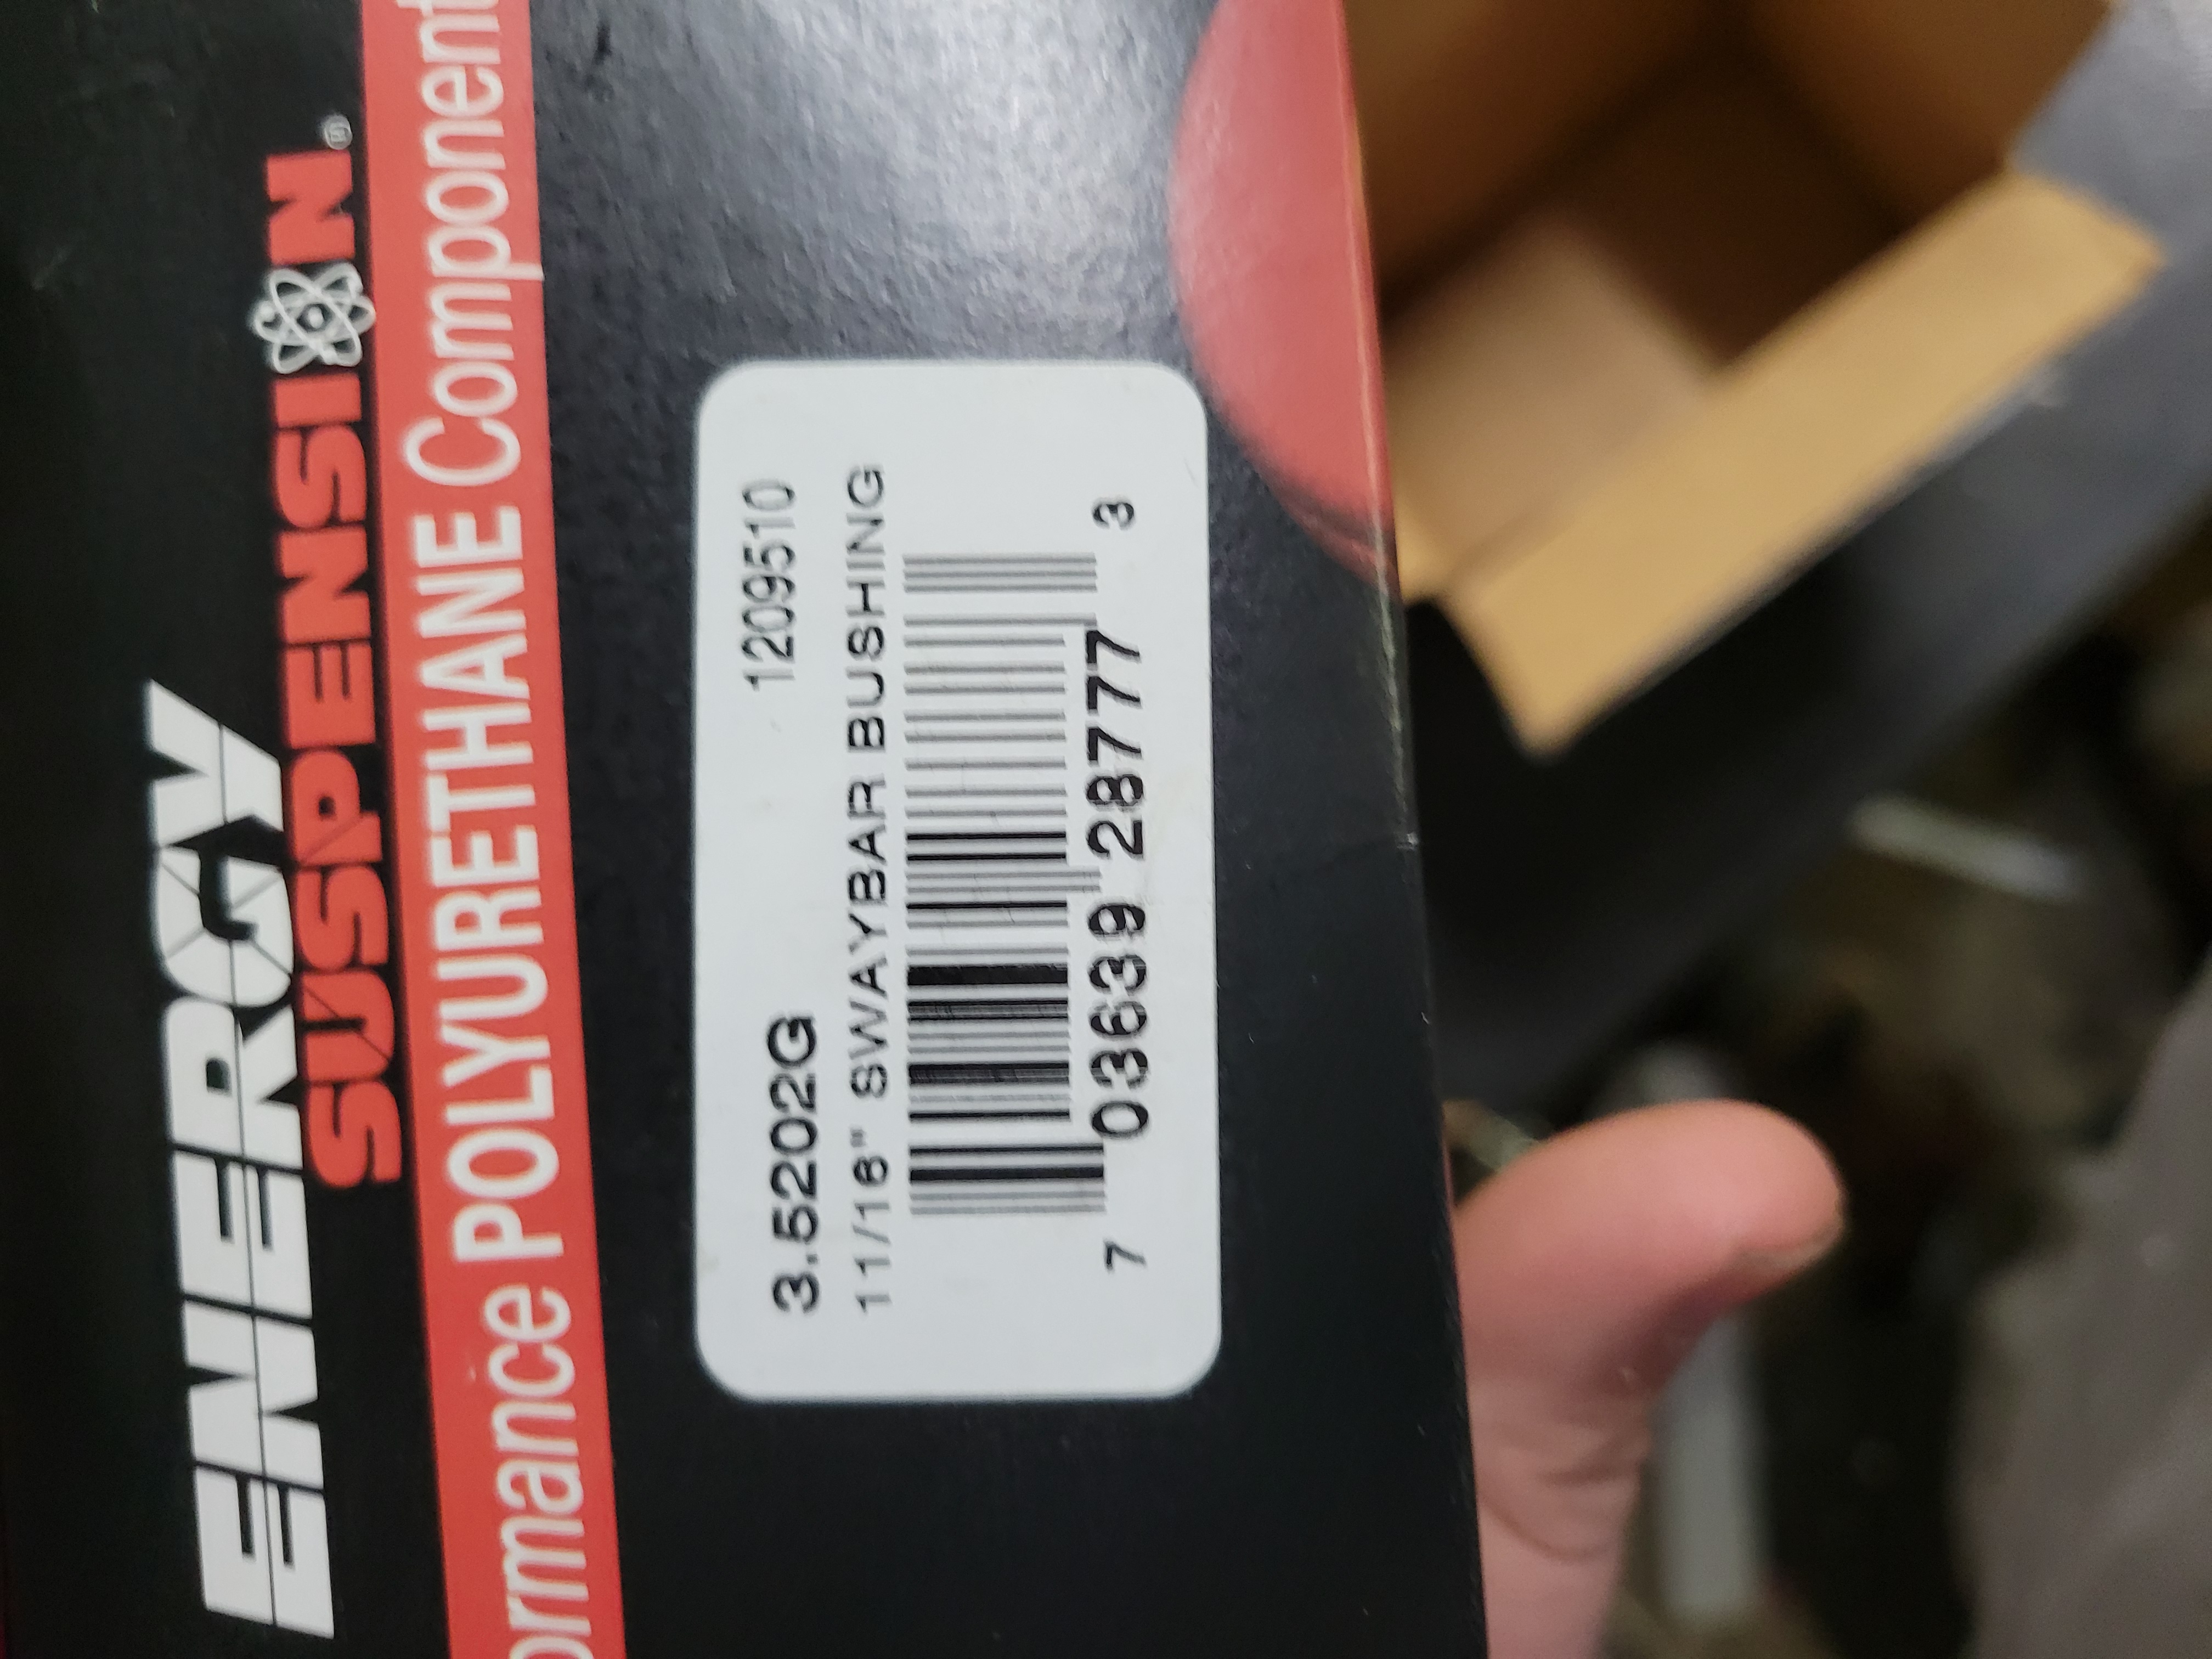 ENERGY
SUSPENSION®
ormance POLYURETHANE Component
3.5202G 1209510
11/16" SWAYBAR BUSHING
7 03639 28777 3